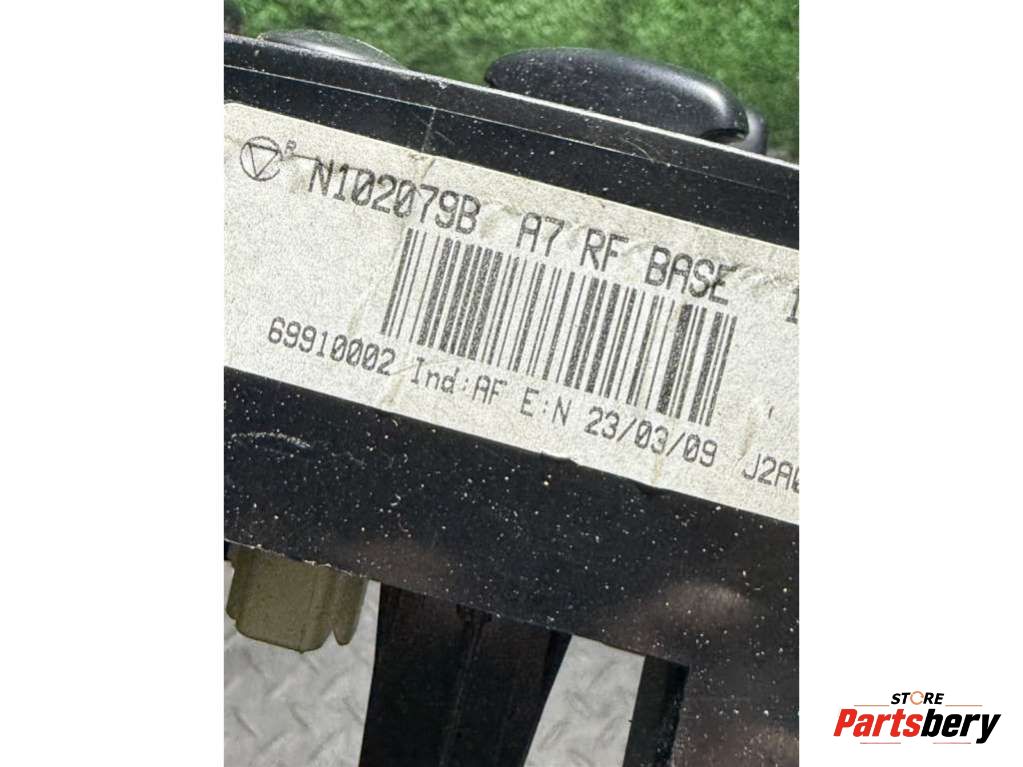 R
N102079B A7 RF BASE
69910002 Ind:AF E:N 23/03/09
STORE
Partsbery